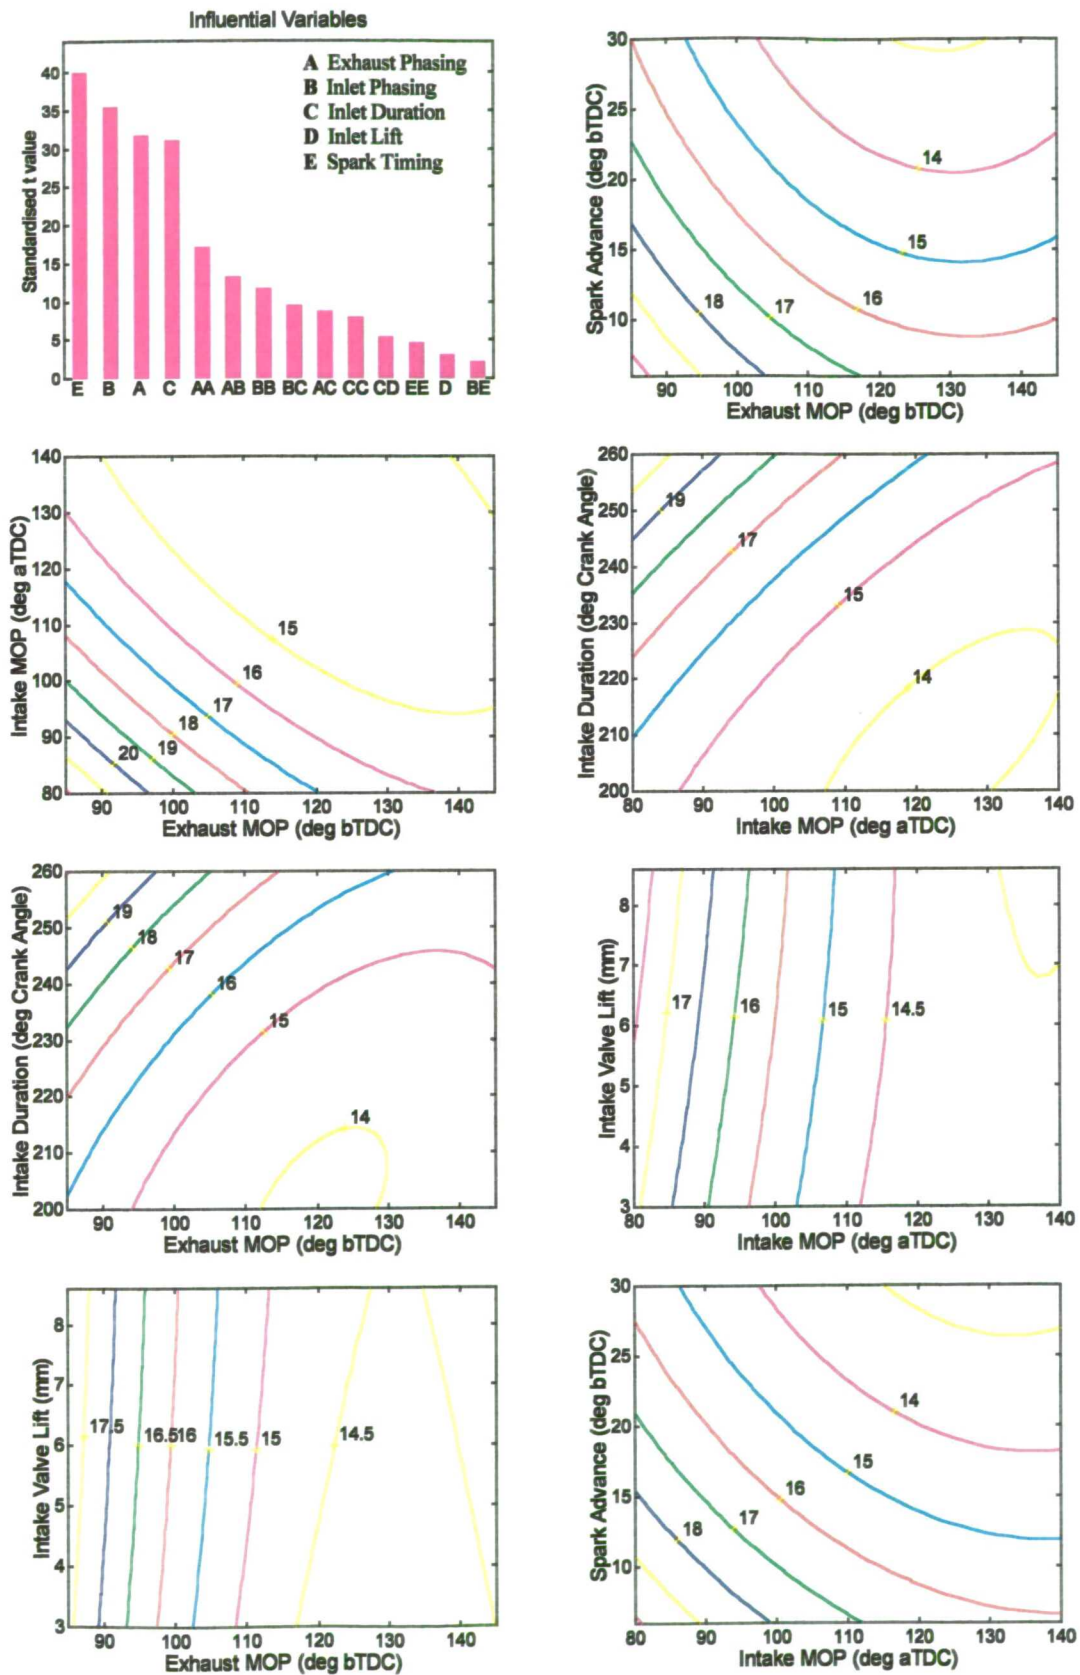 Influential Variables
Standardised t value
40
35
30
25
20
15
10
5
0
A Exhaust Phasing
B Inlet Phasing
C Inlet Duration
D Inlet Lift
E Spark Timing
E B A C AA AB BB BC AC CC CD EE D BE
Spark Advance (deg bTDC)
30
25
20
15
10
14
15
16
17
18
90 100 110 120 130 140
Exhaust MOP (deg bTDC)
Intake MOP (deg aTDC)
140
130
120
110
100
90
80
15
16
17
18
19
20
90 100 110 120 130 140
Exhaust MOP (deg bTDC)
Intake Duration (deg Crank Angle)
260
250
240
230
220
210
200
19
17
15
14
80 90 100 110 120 130 140
Intake MOP (deg aTDC)
Intake Duration (deg Crank Angle)
260
250
240
230
220
210
200
19
18
17
16
15
14
90 100 110 120 130 140
Exhaust MOP (deg bTDC)
Intake Valve Lift (mm)
8
7
6
5
4
3
17 16 15 14.5
80 90 100 110 120 130 140
Intake MOP (deg aTDC)
Intake Valve Lift (mm)
8
7
6
5
4
3
17.5 16.5 16 15.5 15 14.5
90 100 110 120 130 140
Exhaust MOP (deg bTDC)
Spark Advance (deg bTDC)
30
25
20
15
10
14
15
16
17
18
80 90 100 110 120 130 140
Intake MOP (deg aTDC)